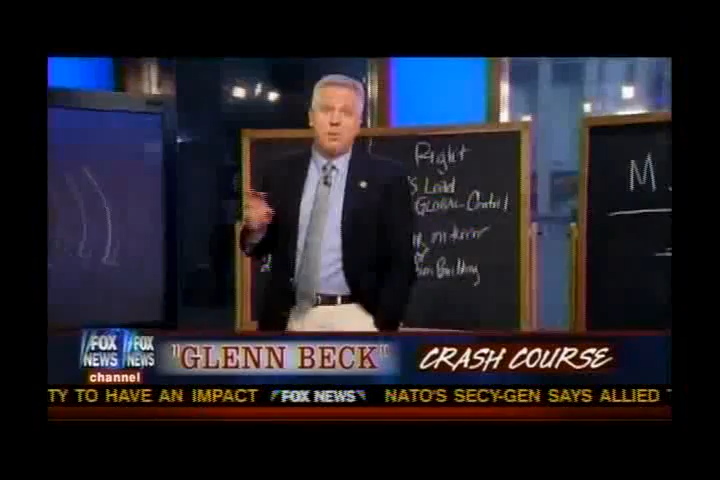 Right
s Load
Global Control
Building
M
FOX NEWS FOX NEWS
channel
"GLENN BECK"
CRASH COURSE
TY TO HAVE AN IMPACT FOX NEWS NATO'S SECY-GEN SAYS ALLIED